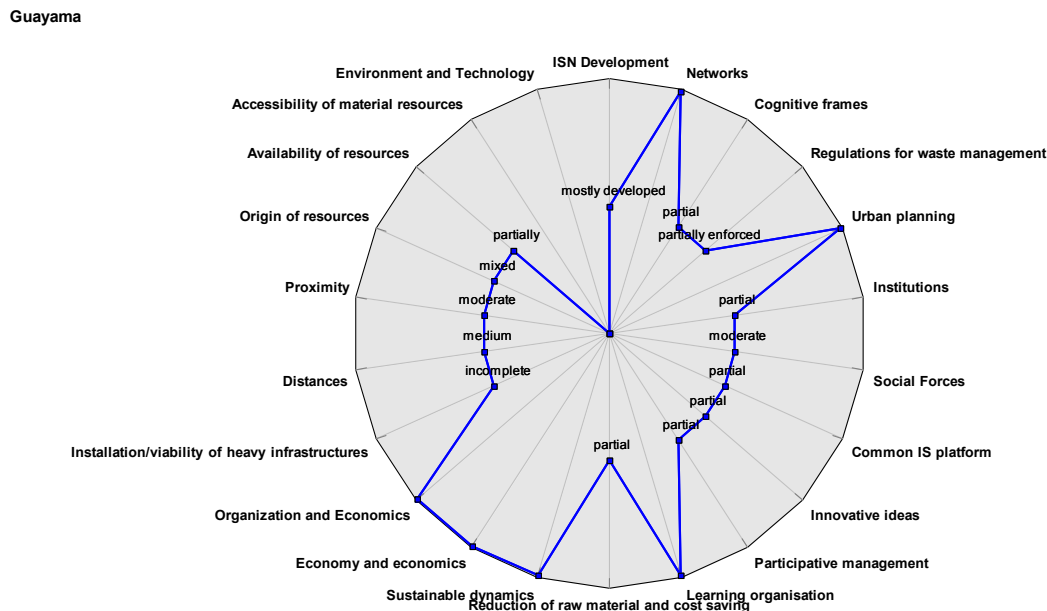 Guayama
ISN Development
Environment and Technology
Networks
Accessibility of material resources
Cognitive frames
Availability of resources
Regulations for waste management
mostly developed
Origin of resources
partial
Urban planning
partially
partially enforced
mixed
Proximity
moderate
partial
Institutions
medium
moderate
Distances
incomplete
partial
Social Forces
partial
partial
Installation/viability of heavy infrastructures
partial
Common IS platform
Organization and Economics
Innovative ideas
Economy and economics
Participative management
Sustainable dynamics
Learning organisation
Reduction of raw material and cost saving